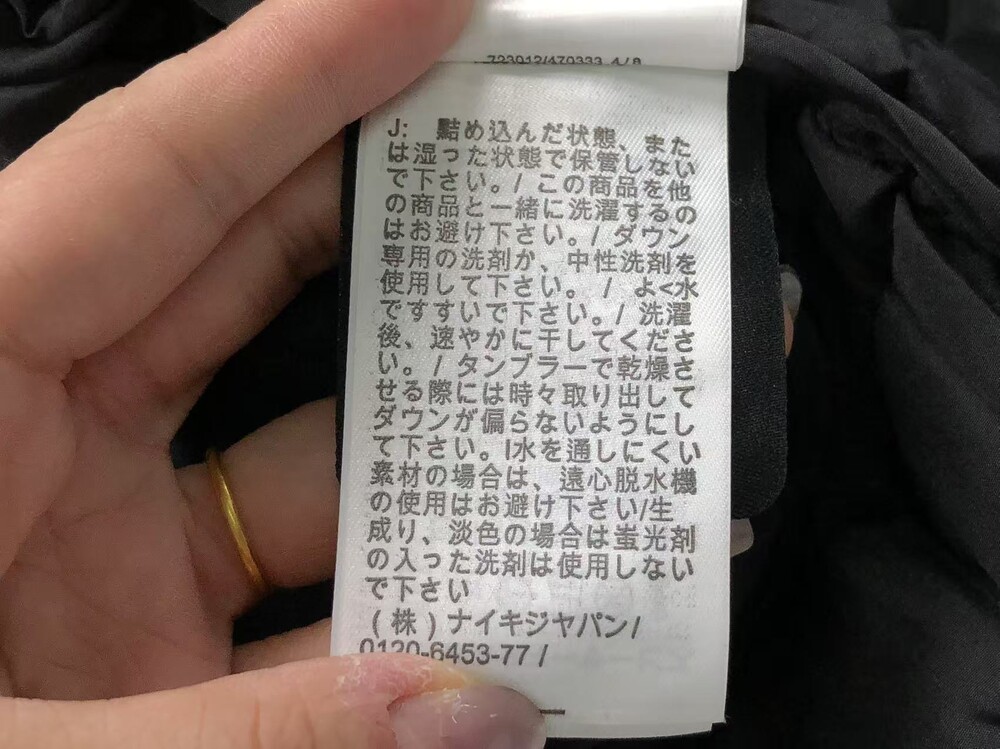 723012/470333 4/8
J: 黠め込んだ状態、また
は湿った状態で保管しない
で下さい。/ この商品を他
の商品と一緒に洗濯するの
はお避け下さい。/ ダウン
専用の洗剤か、中性洗剤を
使用して下さい。 / よ<水
ですすいで下さい。/ 洗濯
後、速やかに干してくださ
い。 / タンブラーで乾燥さ
せる際には時々取り出して
ダウンが偏らないようにし
て下さい。I水を通しにくい
素材の場合は、遠心脱水機
の使用はお避け下さい/生
成り、淡色の場合は蛍光剤
の入った洗剤は使用しない
で下さい
(株) ナイキジャパン/
0120-6453-77 /